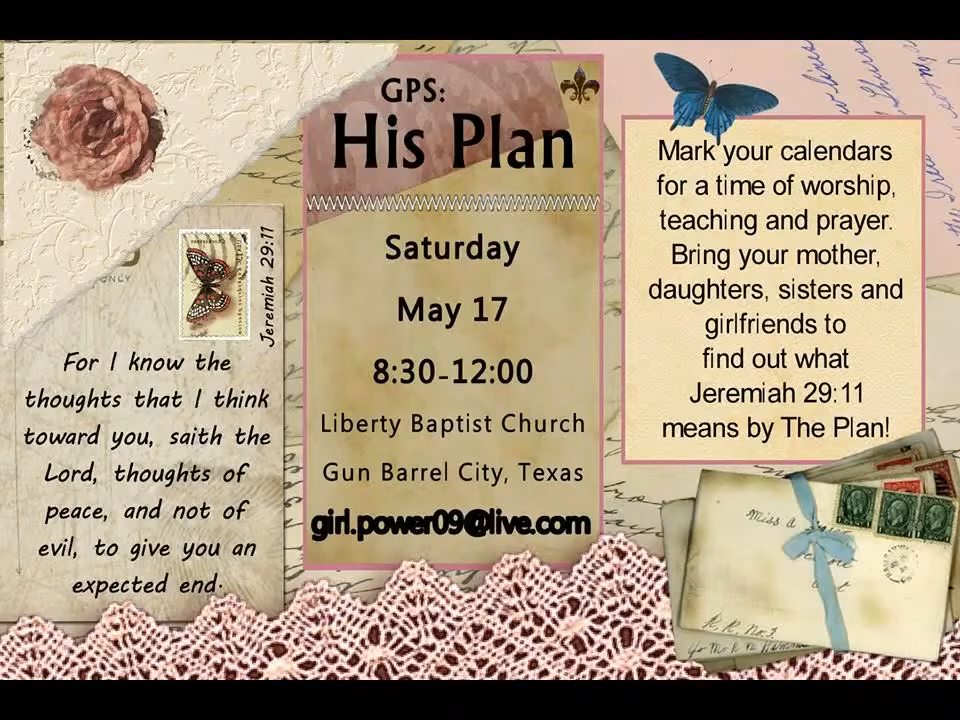 GPS:
His Plan
Saturday
May 17
8:30-12:00
Liberty Baptist Church
Gun Barrel City, Texas
girl.power09@live.com
Jeremiah 29:11
For I know the
thoughts that I think
toward you, saith the
Lord, thoughts of
peace, and not of
evil, to give you an
expected end.
Mark your calendars
for a time of worship,
teaching and prayer.
Bring your mother,
daughters, sisters and
girlfriends to
find out what
Jeremiah 29:11
means by The Plan!
ONLY
Miss a
R. R. No. 3